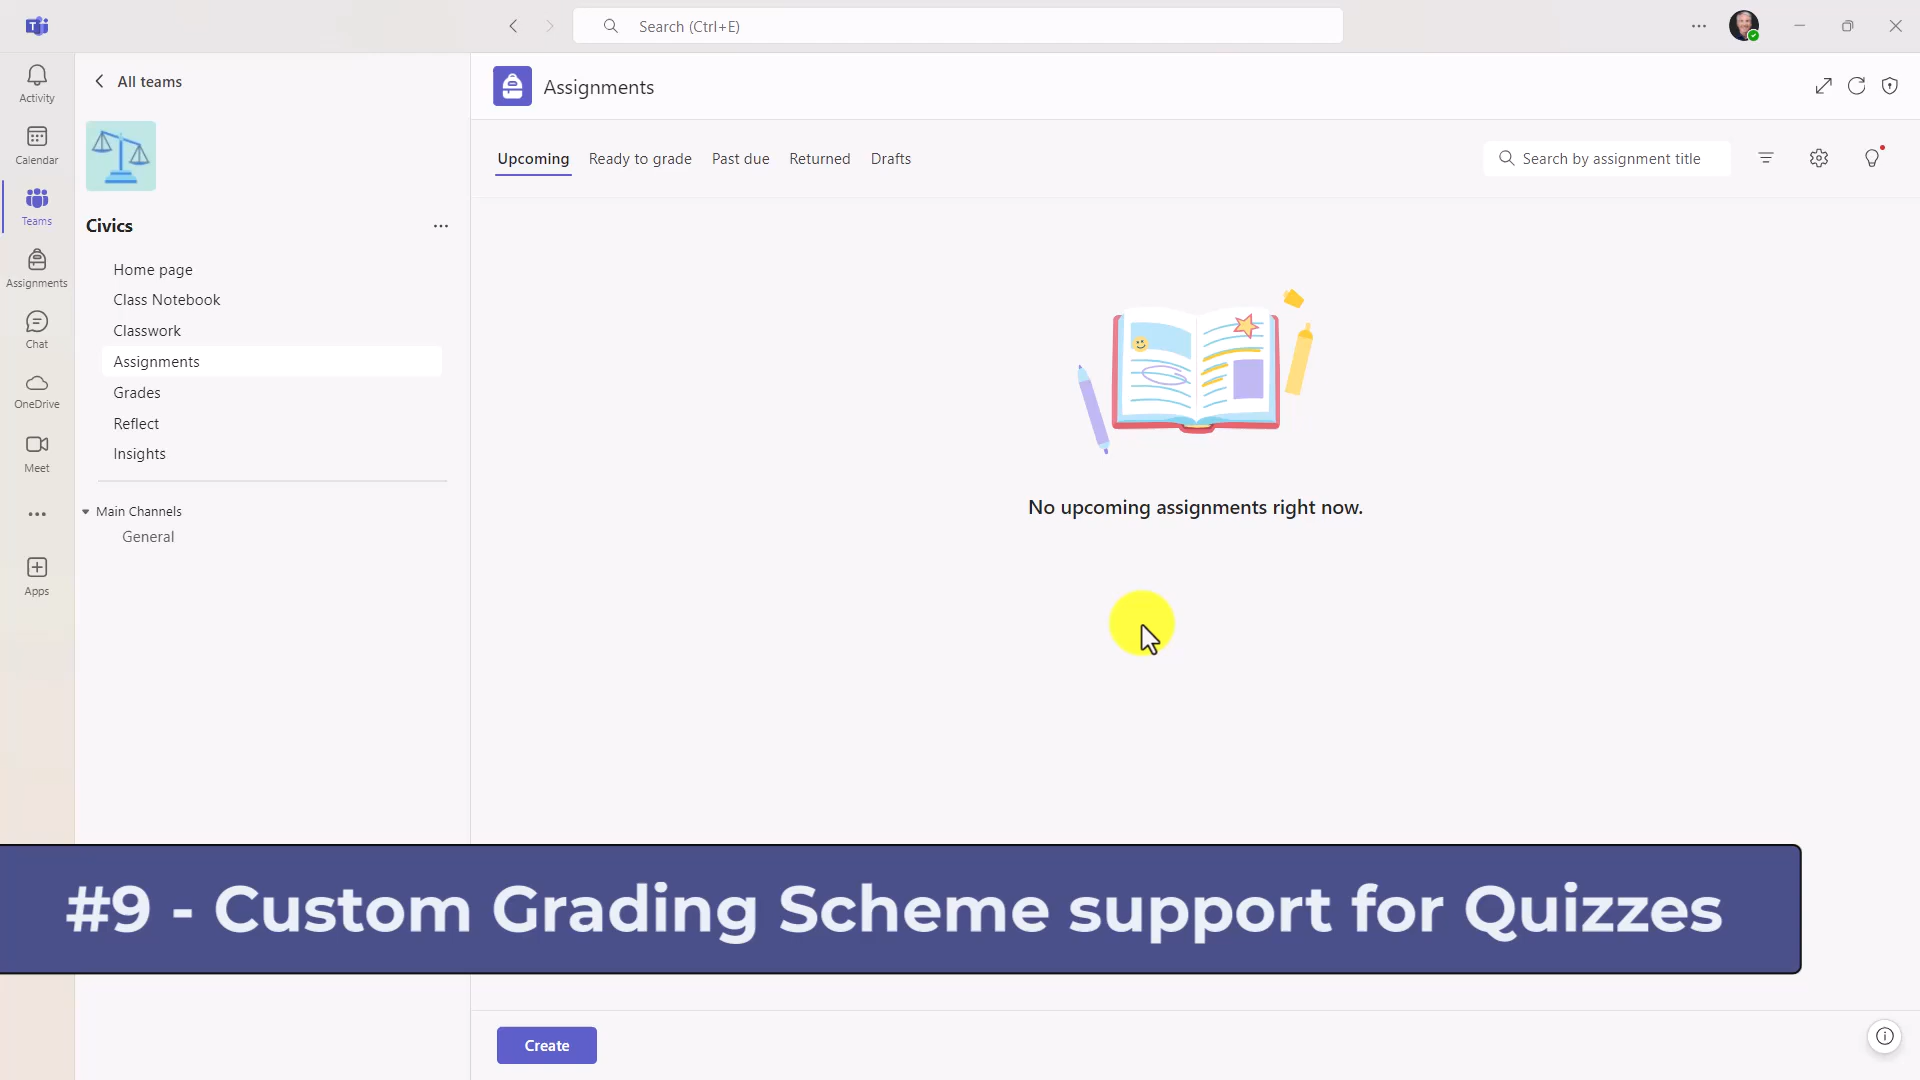 Search (Ctrl+E)
Activity
Calendar
Teams
Assignments
Chat
OneDrive
Meet
Apps
All teams
Civics
Home page
Class Notebook
Classwork
Assignments
Grades
Reflect
Insights
Main Channels
General
Assignments
Upcoming
Ready to grade
Past due
Returned
Drafts
Search by assignment title
No upcoming assignments right now.
#9 - Custom Grading Scheme support for Quizzes
Create